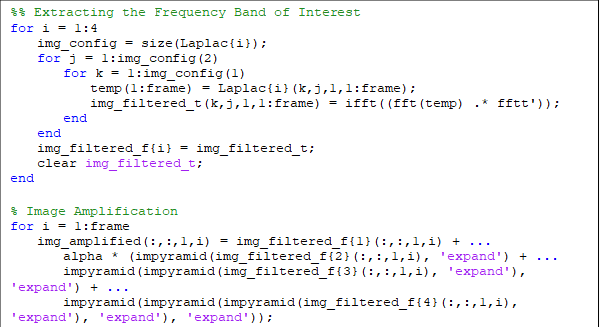 %% Extracting the Frequency Band of Interest
for i = 1:4
    img_config = size(Laplac{i});
    for j = 1:img_config(2)
        for k = 1:img_config(1)
            temp(1:frame) = Laplac{i}(k,j,1,1:frame);
            img_filtered_t(k,j,1,1:frame) = ifft((fft(temp) .* fftt'));
        end
    end
    img_filtered_f{i} = img_filtered_t;
    clear img_filtered_t;
end
% Image Amplification
for i = 1:frame
    img_amplified(:,:,1,i) = img_filtered_f{1}(:,:,1,i) + ...
        alpha * (impyramid(img_filtered_f{2}(:,:,1,i), 'expand') + ...
        impyramid(impyramid(img_filtered_f{3}(:,:,1,i), 'expand'),
'expand') + ...
        impyramid(impyramid(impyramid(img_filtered_f{4}(:,:,1,i),
'expand'), 'expand'), 'expand'));